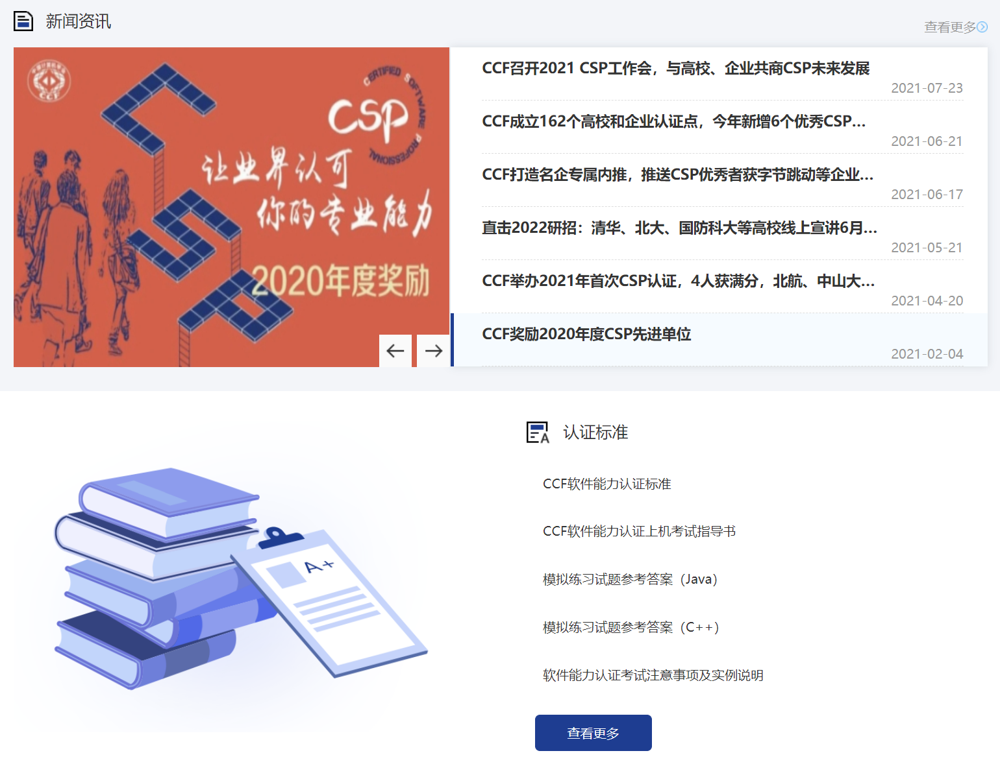 新闻资讯
查看更多
中国计算机学会
CCF
CERTIFIED SOFTWARE PROFESSIONAL
CSP
让业界认可
你的专业能力
2020年度奖励
CCF召开2021 CSP工作会，与高校、企业共商CSP未来发展
2021-07-23
CCF成立162个高校和企业认证点，今年新增6个优秀CSP...
2021-06-21
CCF打造名企专属内推，推送CSP优秀者获字节跳动等企业...
2021-06-17
直击2022研招：清华、北大、国防科大等高校线上宣讲6月...
2021-05-21
CCF举办2021年首次CSP认证，4人获满分，北航、中山大...
2021-04-20
CCF奖励2020年度CSP先进单位
2021-02-04
认证标准
CCF软件能力认证标准
CCF软件能力认证上机考试指导书
模拟练习试题参考答案（Java）
模拟练习试题参考答案（C++）
软件能力认证考试注意事项及实例说明
A+
查看更多